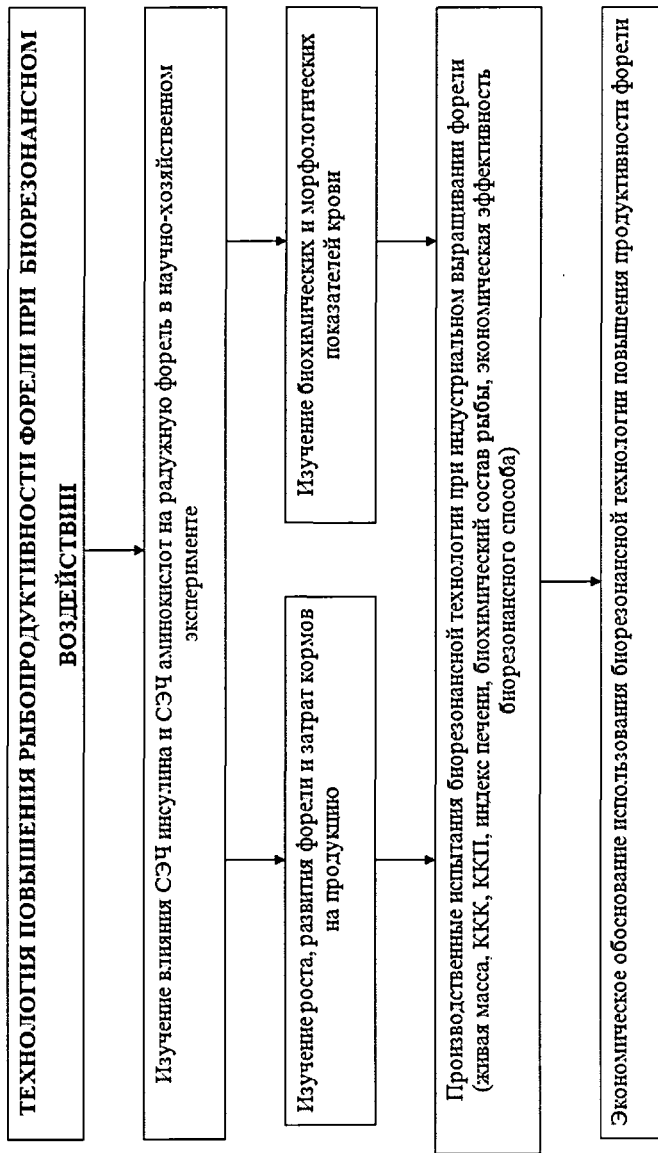 ТЕХНОЛОГИЯ ПОВЫШЕНИЯ РЫБОПРОДУКТИВНОСТИ ФОРЕЛИ ПРИ БИОРЕЗОНАНСНОМ
ВОЗДЕЙСТВИИ
Изучение влияния СЭЧ инсулина и СЭЧ аминокислот на радужную форель в научно-хозяйственном
эксперименте
Изучение роста, развития форели и затрат кормов
на продукцию
Изучение биохимических и морфологических
показателей крови
Производственные испытания биорезонансной технологии при индустриальном выращивании форели
(живая масса, ККК, ККП, индекс печени, биохимический состав рыбы, экономическая эффективность
биорезонансного способа)
Экономическое обоснование использования биорезонансной технологии повышения продуктивности форели